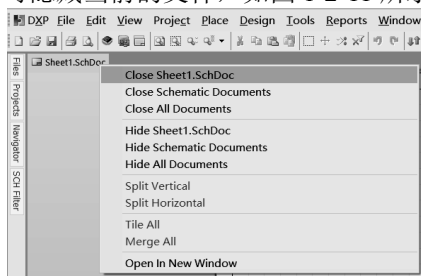 DXP File Edit View Project Place Design Tools Reports Window
Sheet1.SchDoc
Files
Projects
Navigator
SCH Filter
Close Sheet1.SchDoc
Close Schematic Documents
Close All Documents
Hide Sheet1.SchDoc
Hide Schematic Documents
Hide All Documents
Split Vertical
Split Horizontal
Tile All
Merge All
Open In New Window